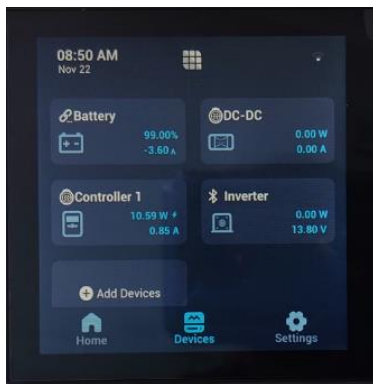 08:50 AM
Nov 22
Battery
99.00%
-3.60 A
DC-DC
0.00 W
0.00 A
Controller 1
10.59 W
0.85 A
Inverter
0.00 W
13.80 V
Add Devices
Home
Devices
Settings